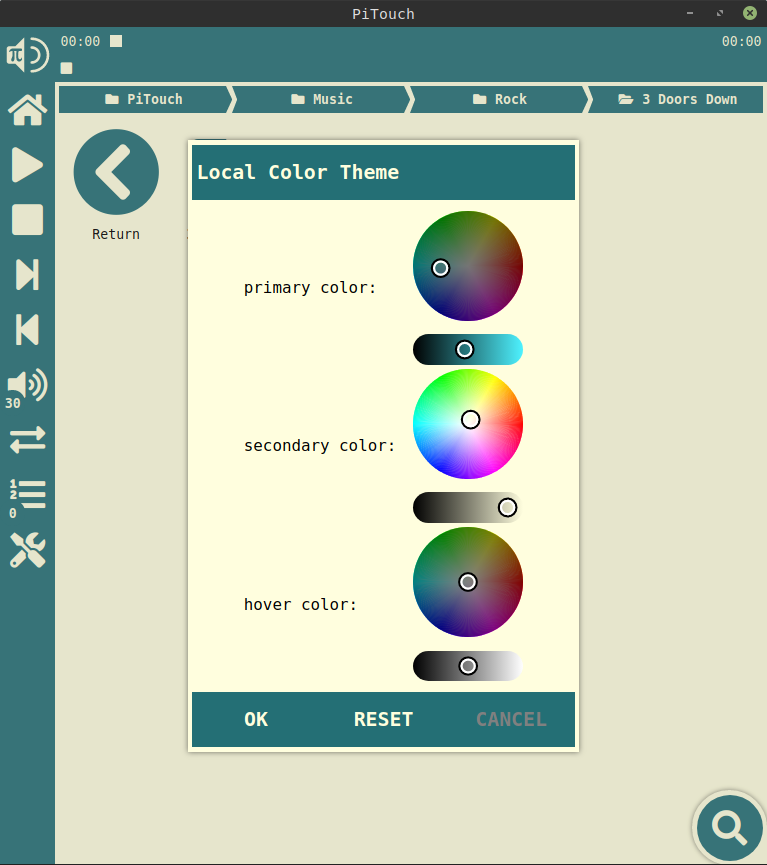 PiTouch
00:00
00:00
PiTouch Music Rock 3 Doors Down
Return
Local Color Theme
primary color:
secondary color:
hover color:
30
1
2
0
OK RESET CANCEL